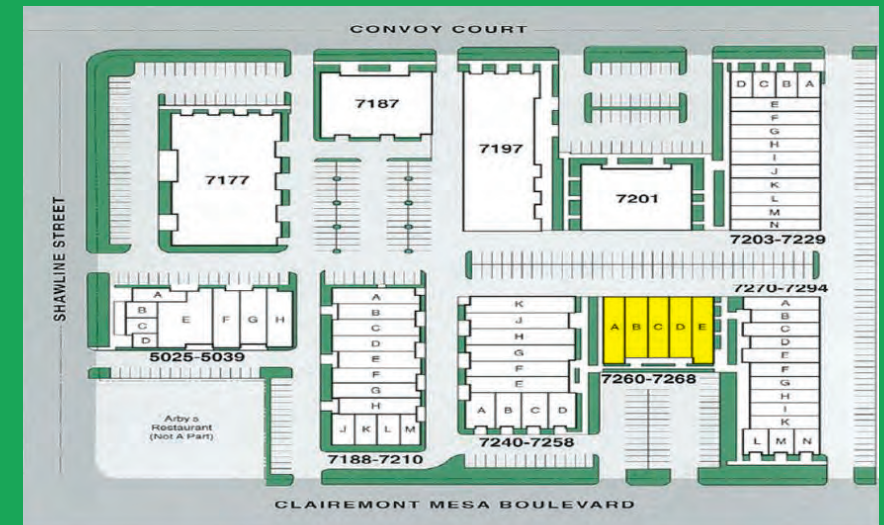 CONVOY COURT
SHAWLINE STREET
7177
7187
7197
7201
D C B A
E
F
G
H
I
J
K
L
M
N
7203-7229
A
B
C
D
E F G H
5025-5039
Arby's
Restaurant
(Not A Part)
A
B
C
D
E
F
G
H
J K L M
7188-7210
K
J
H
G
F
E
A B C D
7240-7258
A B C D E
7260-7268
7270-7294
A
B
C
D
E
F
G
H
I
K
L M N
CLAIREMONT MESA BOULEVARD